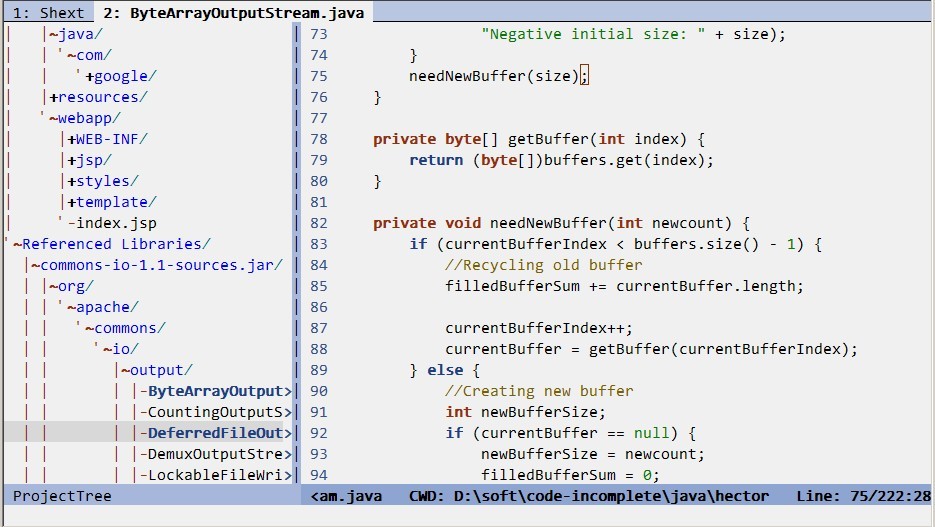 1: Shext  2: ByteArrayOutputStream.java
|   |~java/
|   | '~com/
|   |   '+google/
|   |+resources/
|   '~webapp/
|     |+WEB-INF/
|     |+jsp/
|     |+styles/
|     |+template/
|     '-index.jsp
'~Referenced Libraries/
  |~commons-io-1.1-sources.jar/
  | |~org/
  | | '~apache/
  | |   '~commons/
  | |     '~io/
  | |       |~output/
  | |       | |-ByteArrayOutput>
  | |       | |-CountingOutputS>
  | |       | |-DeferredFileOut>
  | |       | |-DemuxOutputStre>
  | |       | |-LockableFileWri>
ProjectTree
73                 "Negative initial size: " + size);
74         }
75         needNewBuffer(size);
76     }
77
78     private byte[] getBuffer(int index) {
79         return (byte[])buffers.get(index);
80     }
81
82     private void needNewBuffer(int newcount) {
83         if (currentBufferIndex < buffers.size() - 1) {
84             //Recycling old buffer
85             filledBufferSum += currentBuffer.length;
86
87             currentBufferIndex++;
88             currentBuffer = getBuffer(currentBufferIndex);
89         } else {
90             //Creating new buffer
91             int newBufferSize;
92             if (currentBuffer == null) {
93                 newBufferSize = newcount;
94                 filledBufferSum = 0;
<am.java   CWD: D:\soft\code-incomplete\java\hector   Line: 75/222:28